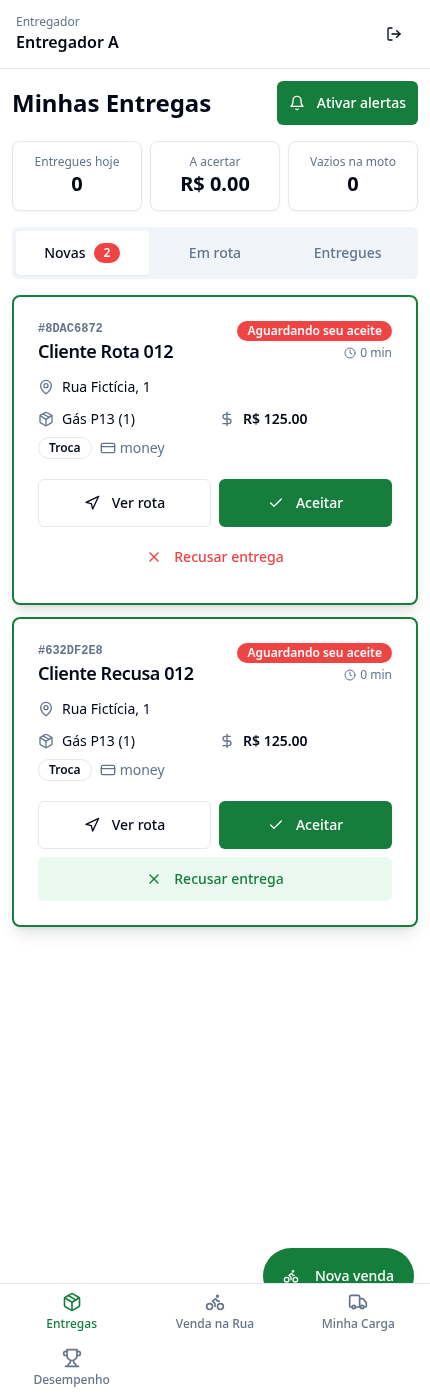 Entregador
Entregador A
Minhas Entregas
Ativar alertas
Entregues hoje
0
A acertar
R$ 0.00
Vazios na moto
0
Novas 2
Em rota
Entregues
#8DAC6872
Aguardando seu aceite
Cliente Rota 012
0 min
Rua Fictícia, 1
Gás P13 (1)
R$ 125.00
Troca
money
Ver rota
Aceitar
Recusar entrega
#632DF2E8
Aguardando seu aceite
Cliente Recusa 012
0 min
Rua Fictícia, 1
Gás P13 (1)
R$ 125.00
Troca
money
Ver rota
Aceitar
Recusar entrega
Nova venda
Entregas
Venda na Rua
Minha Carga
Desempenho